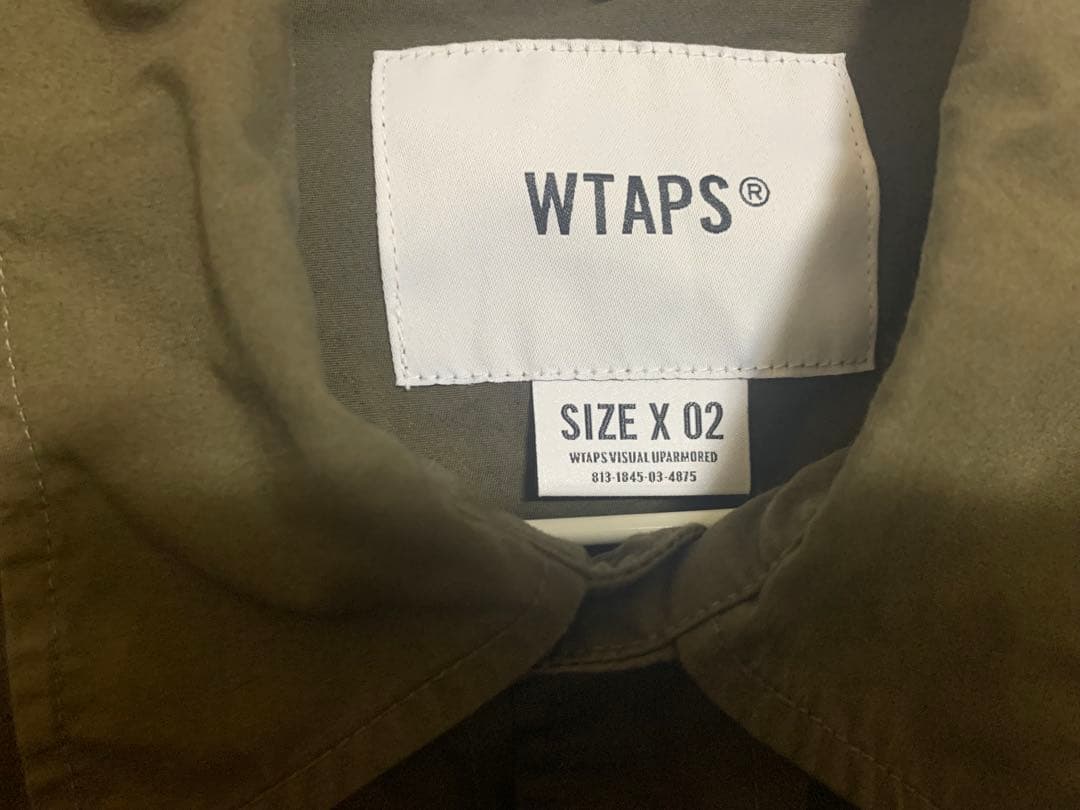 WTAPS®
SIZE X 02
WTAPS VISUAL UPARMORED
813-1845-03-4875